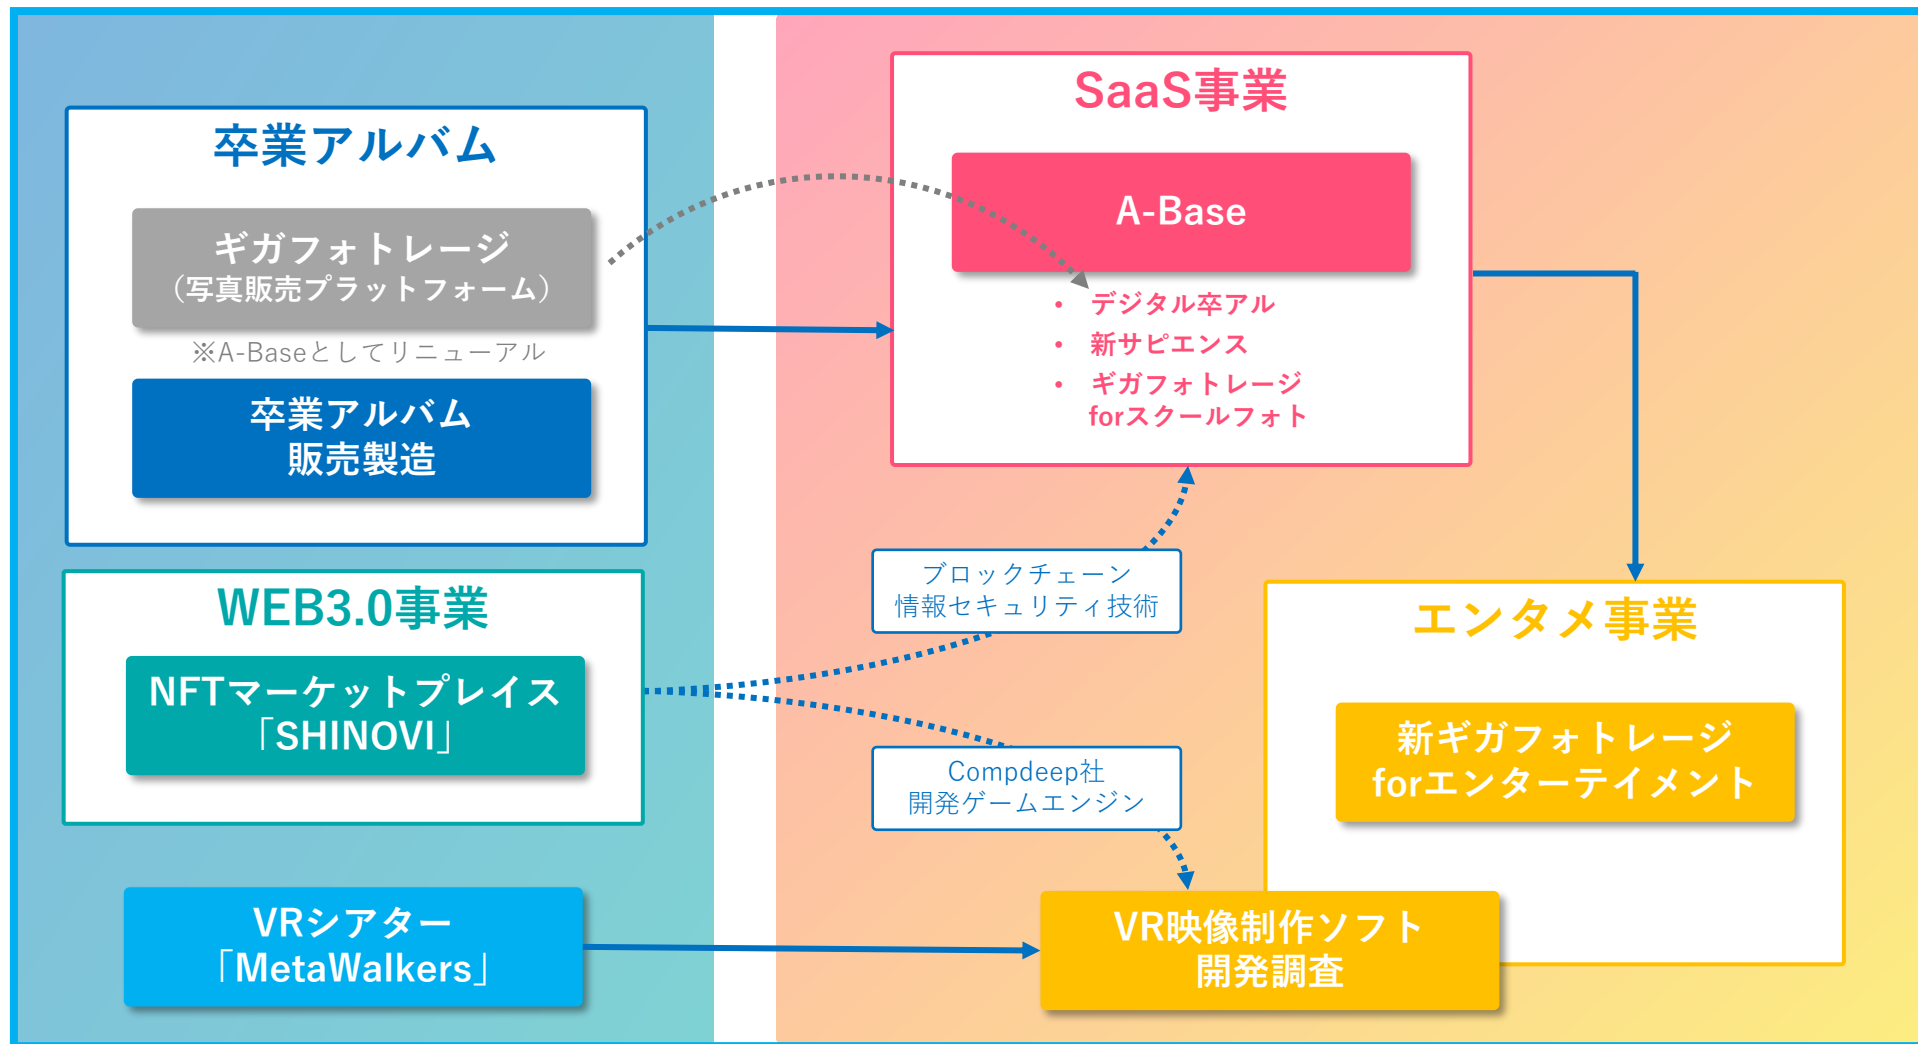 卒業アルバム
ギガフォトレージ
（写真販売プラットフォーム）
※A-Baseとしてリニューアル
卒業アルバム
販売製造
WEB3.0事業
NFTマーケットプレイス
「SHINOVI」
VRシアター
「MetaWalkers」
SaaS事業
A-Base
• デジタル卒アル
• 新サピエンス
• ギガフォトレージ
forスクールフォト
ブロックチェーン
情報セキュリティ技術
Compdeep社
開発ゲームエンジン
エンタメ事業
新ギガフォトレージ
forエンターテイメント
VR映像制作ソフト
開発調査